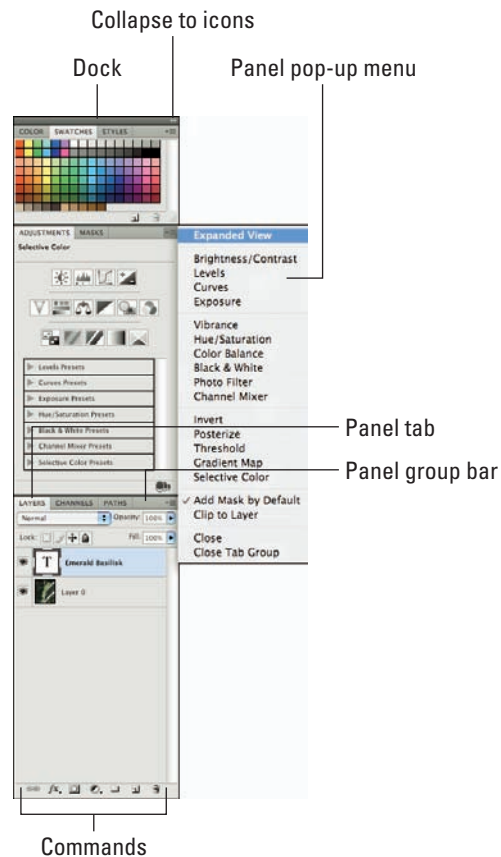 Collapse to icons
Dock
Panel pop-up menu
COLOR SWATCHES STYLES
ADJUSTMENTS MASKS
Selective Color
Levels Presets
Curves Presets
Exposure Presets
Hue/Saturation Presets
Black & White Presets
Channel Mixer Presets
Selective Color Presets
Expanded View
Brightness/Contrast
Levels
Curves
Exposure
Vibrance
Hue/Saturation
Color Balance
Black & White
Photo Filter
Channel Mixer
Invert
Posterize
Threshold
Gradient Map
Selective Color
✓ Add Mask by Default
Clip to Layer
Close
Close Tab Group
Panel tab
Panel group bar
LAYERS CHANNELS PATHS
Normal Opacity: 100%
Lock: Fill: 100%
T Emerald Basilisk
Layer 0
fx
Commands